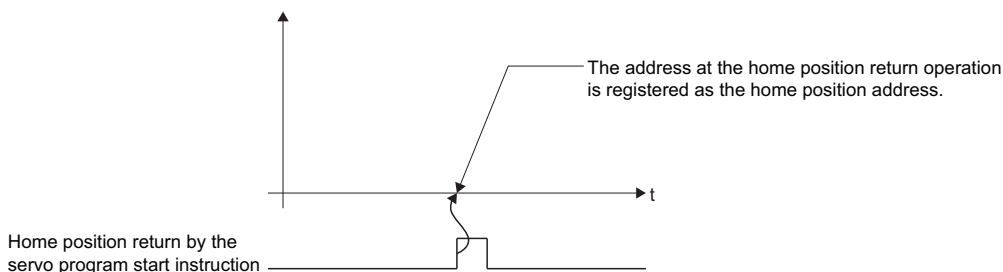 The address at the home position return operation
is registered as the home position address.
t
Home position return by the
servo program start instruction